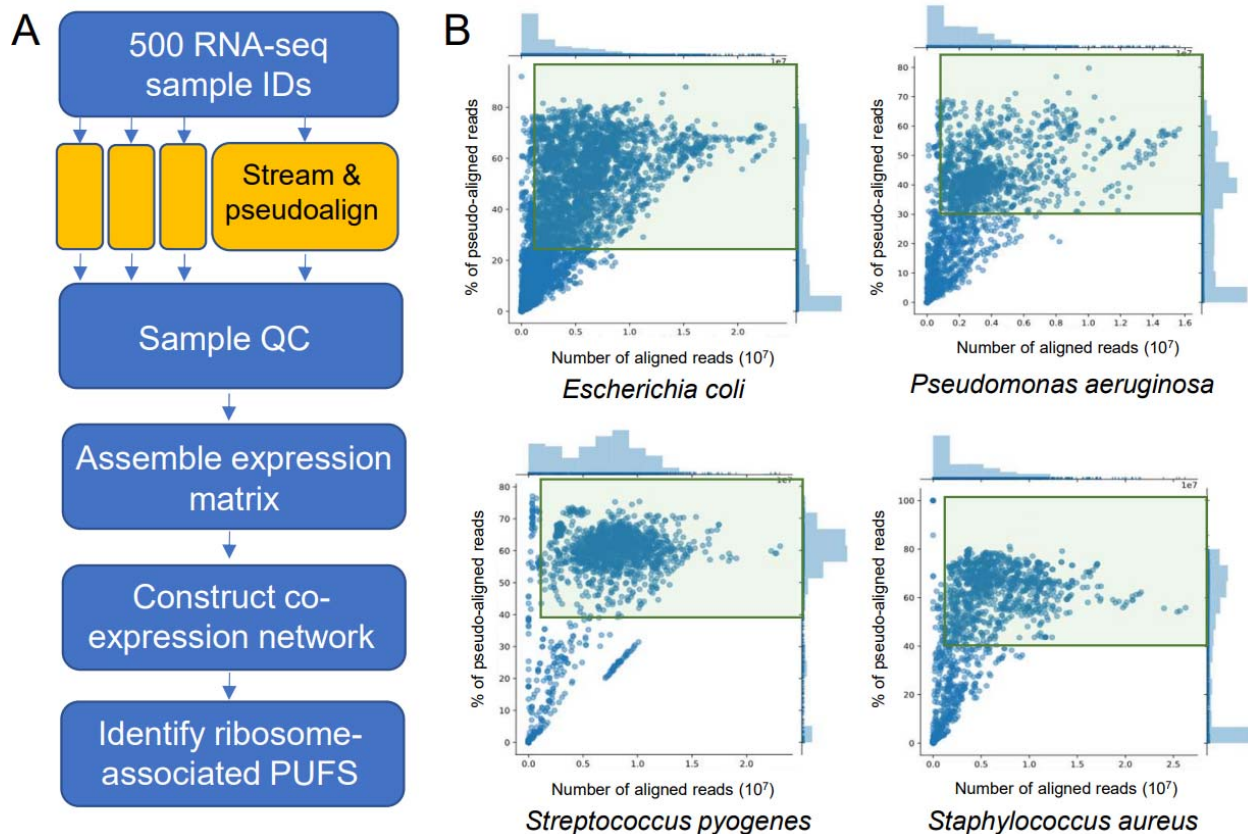 A
500 RNA-seq
sample IDs
Stream &
pseudoalign
Sample QC
Assemble expression
matrix
Construct co-
expression network
Identify ribosome-
associated PUFS
B
1e7
% of pseudo-aligned reads
80
60
40
20
0
0.0 0.5 1.0 1.5 2.0
Number of aligned reads (10⁷)
Escherichia coli
1e7
% of pseudo-aligned reads
80
70
60
50
40
30
20
10
0
0.0 0.2 0.4 0.6 0.8 1.0 1.2 1.4 1.6
Number of aligned reads (10⁷)
Pseudomonas aeruginosa
1e7
% of pseudo-aligned reads
80
70
60
50
40
30
20
10
0
0.0 0.5 1.0 1.5 2.0
Number of aligned reads (10⁷)
Streptococcus pyogenes
1e7
% of pseudo-aligned reads
100
80
60
40
20
0
0.0 0.5 1.0 1.5 2.0 2.5
Number of aligned reads (10⁷)
Staphylococcus aureus